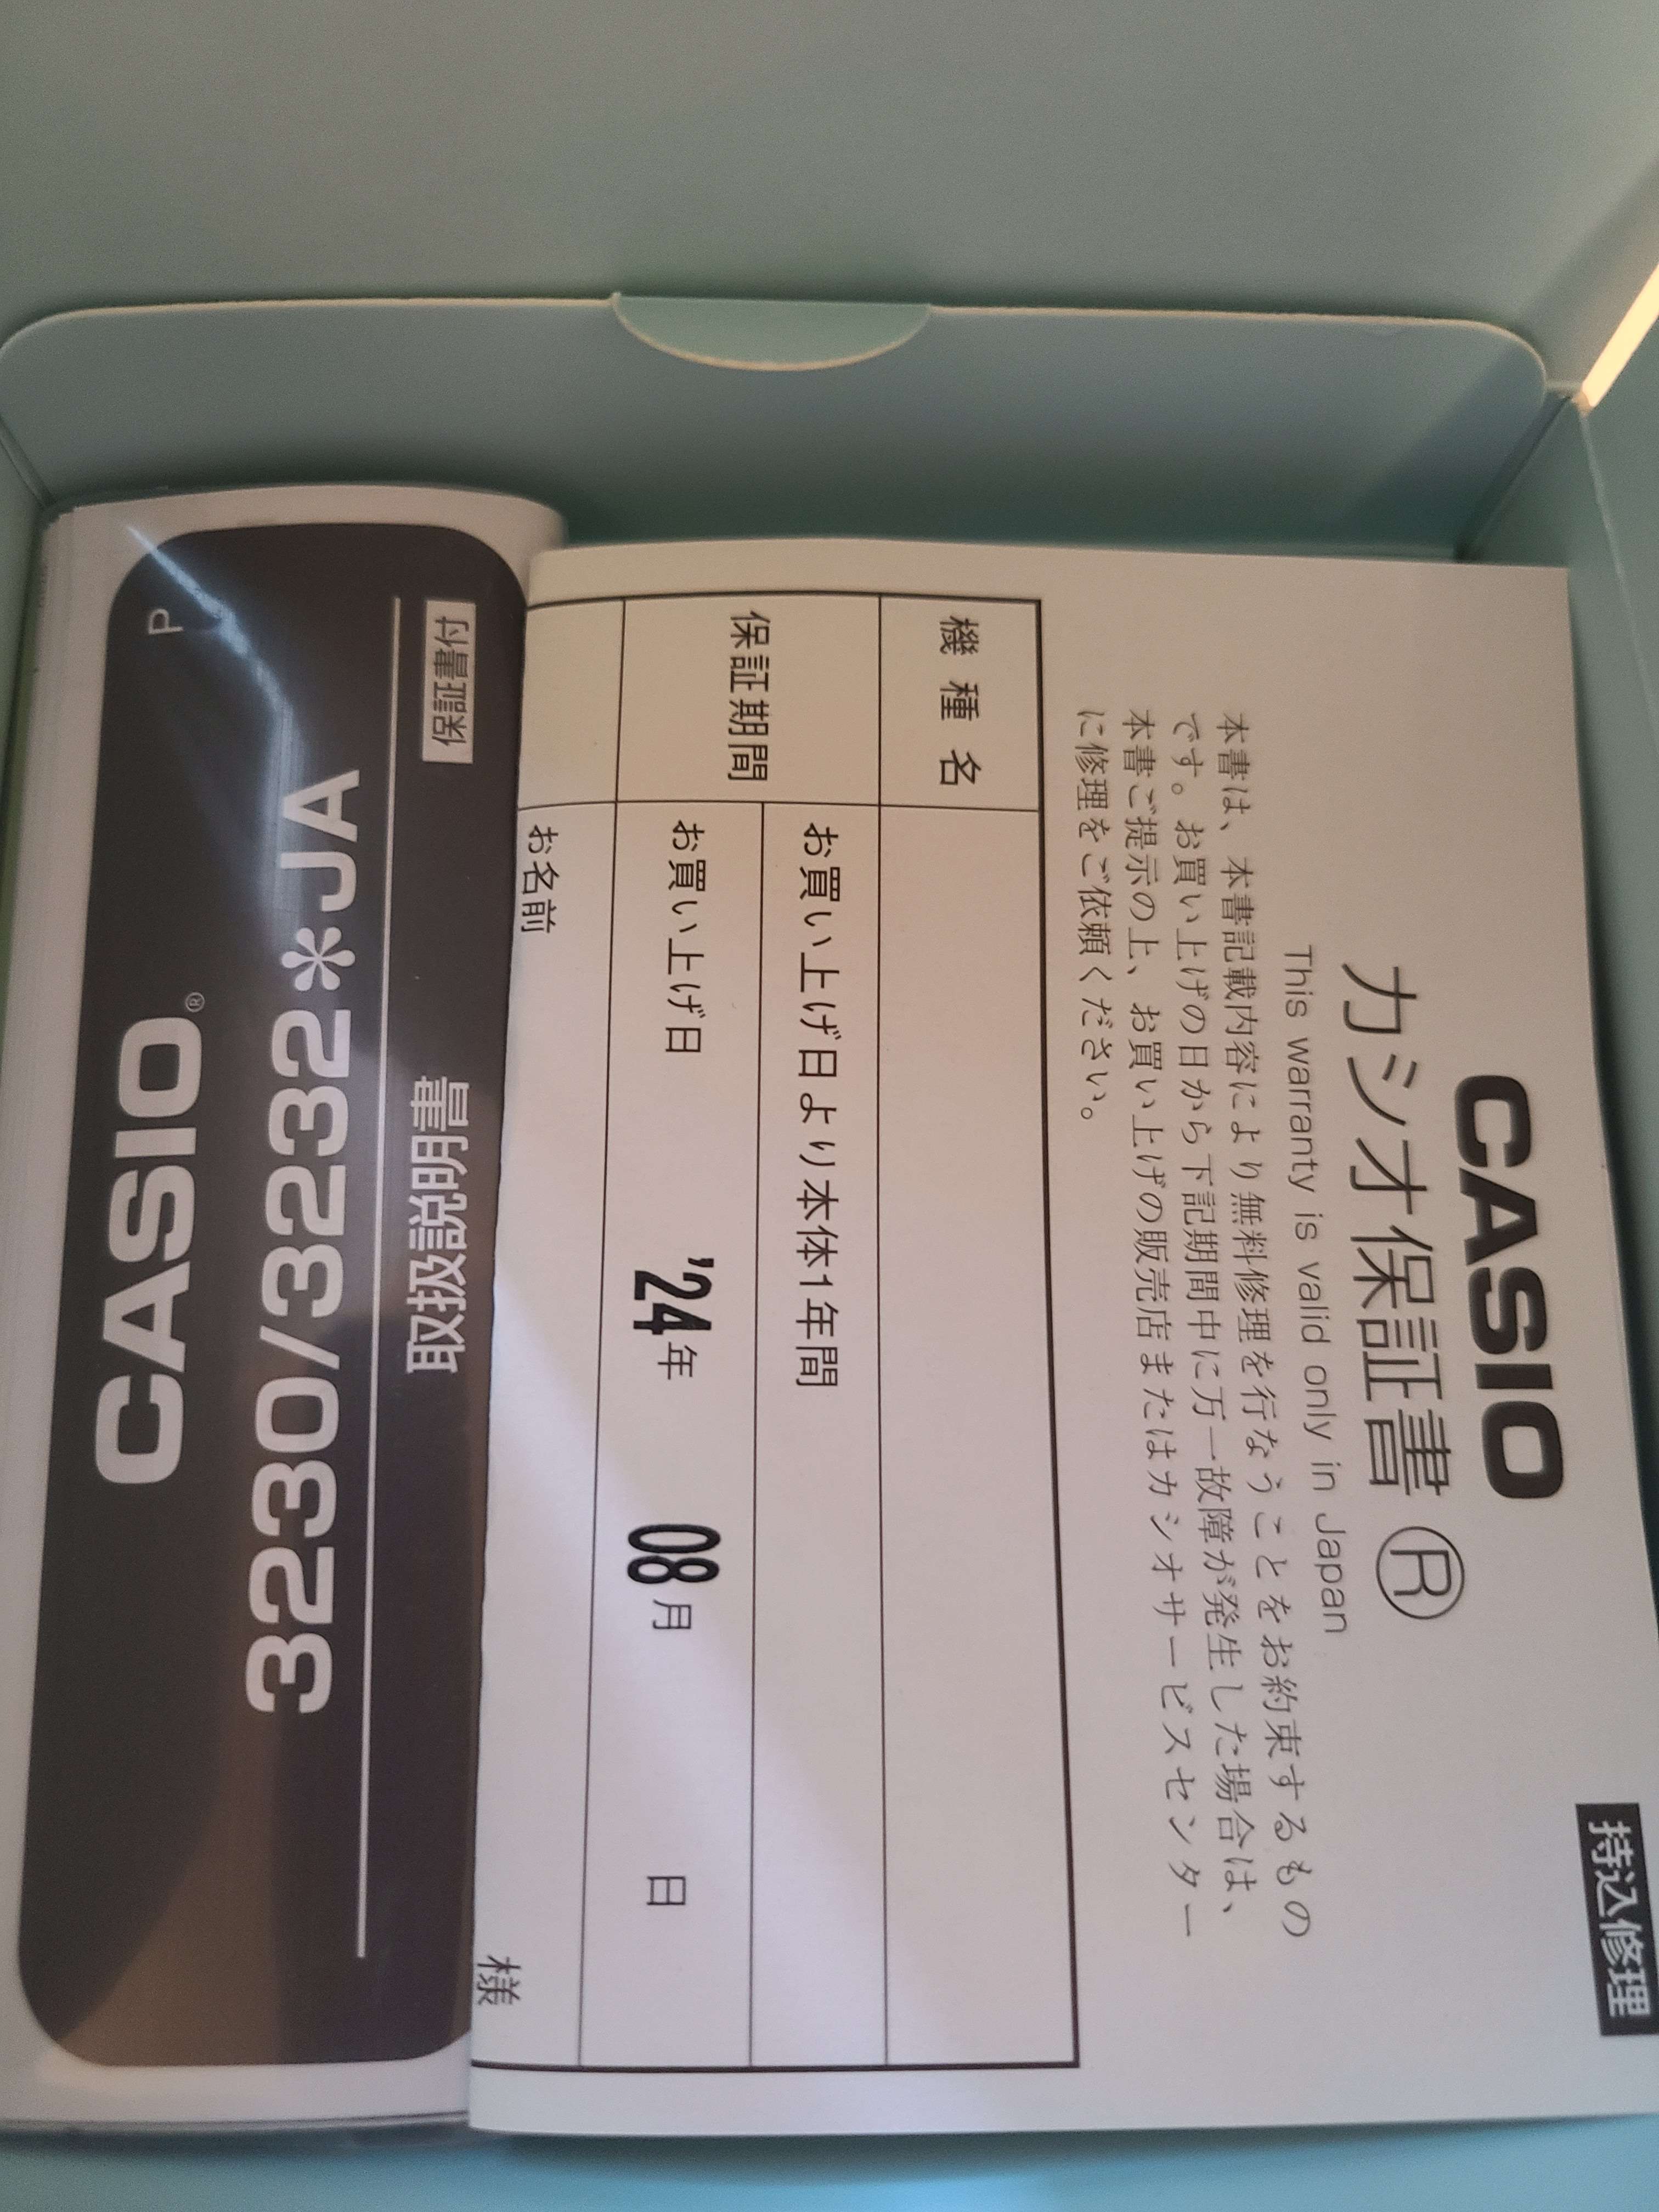 持込修理
CASIO
カシオ保証書 Ⓡ
This warranty is valid only in Japan
本書は、本書記載内容により無料修理を行なうことをお約束するもの
です。お買い上げの日から下記期間中に万一故障が発生した場合は、
本書ご提示の上、お買い上げの販売店またはカシオサービスセンター
に修理をご依頼ください。
機種名
保証期間
お買い上げ日より本体1年間
お買い上げ日 '24年 08月 日
お名前 様
P
CASIO®
3230/3232※JA
取扱説明書
保証書付